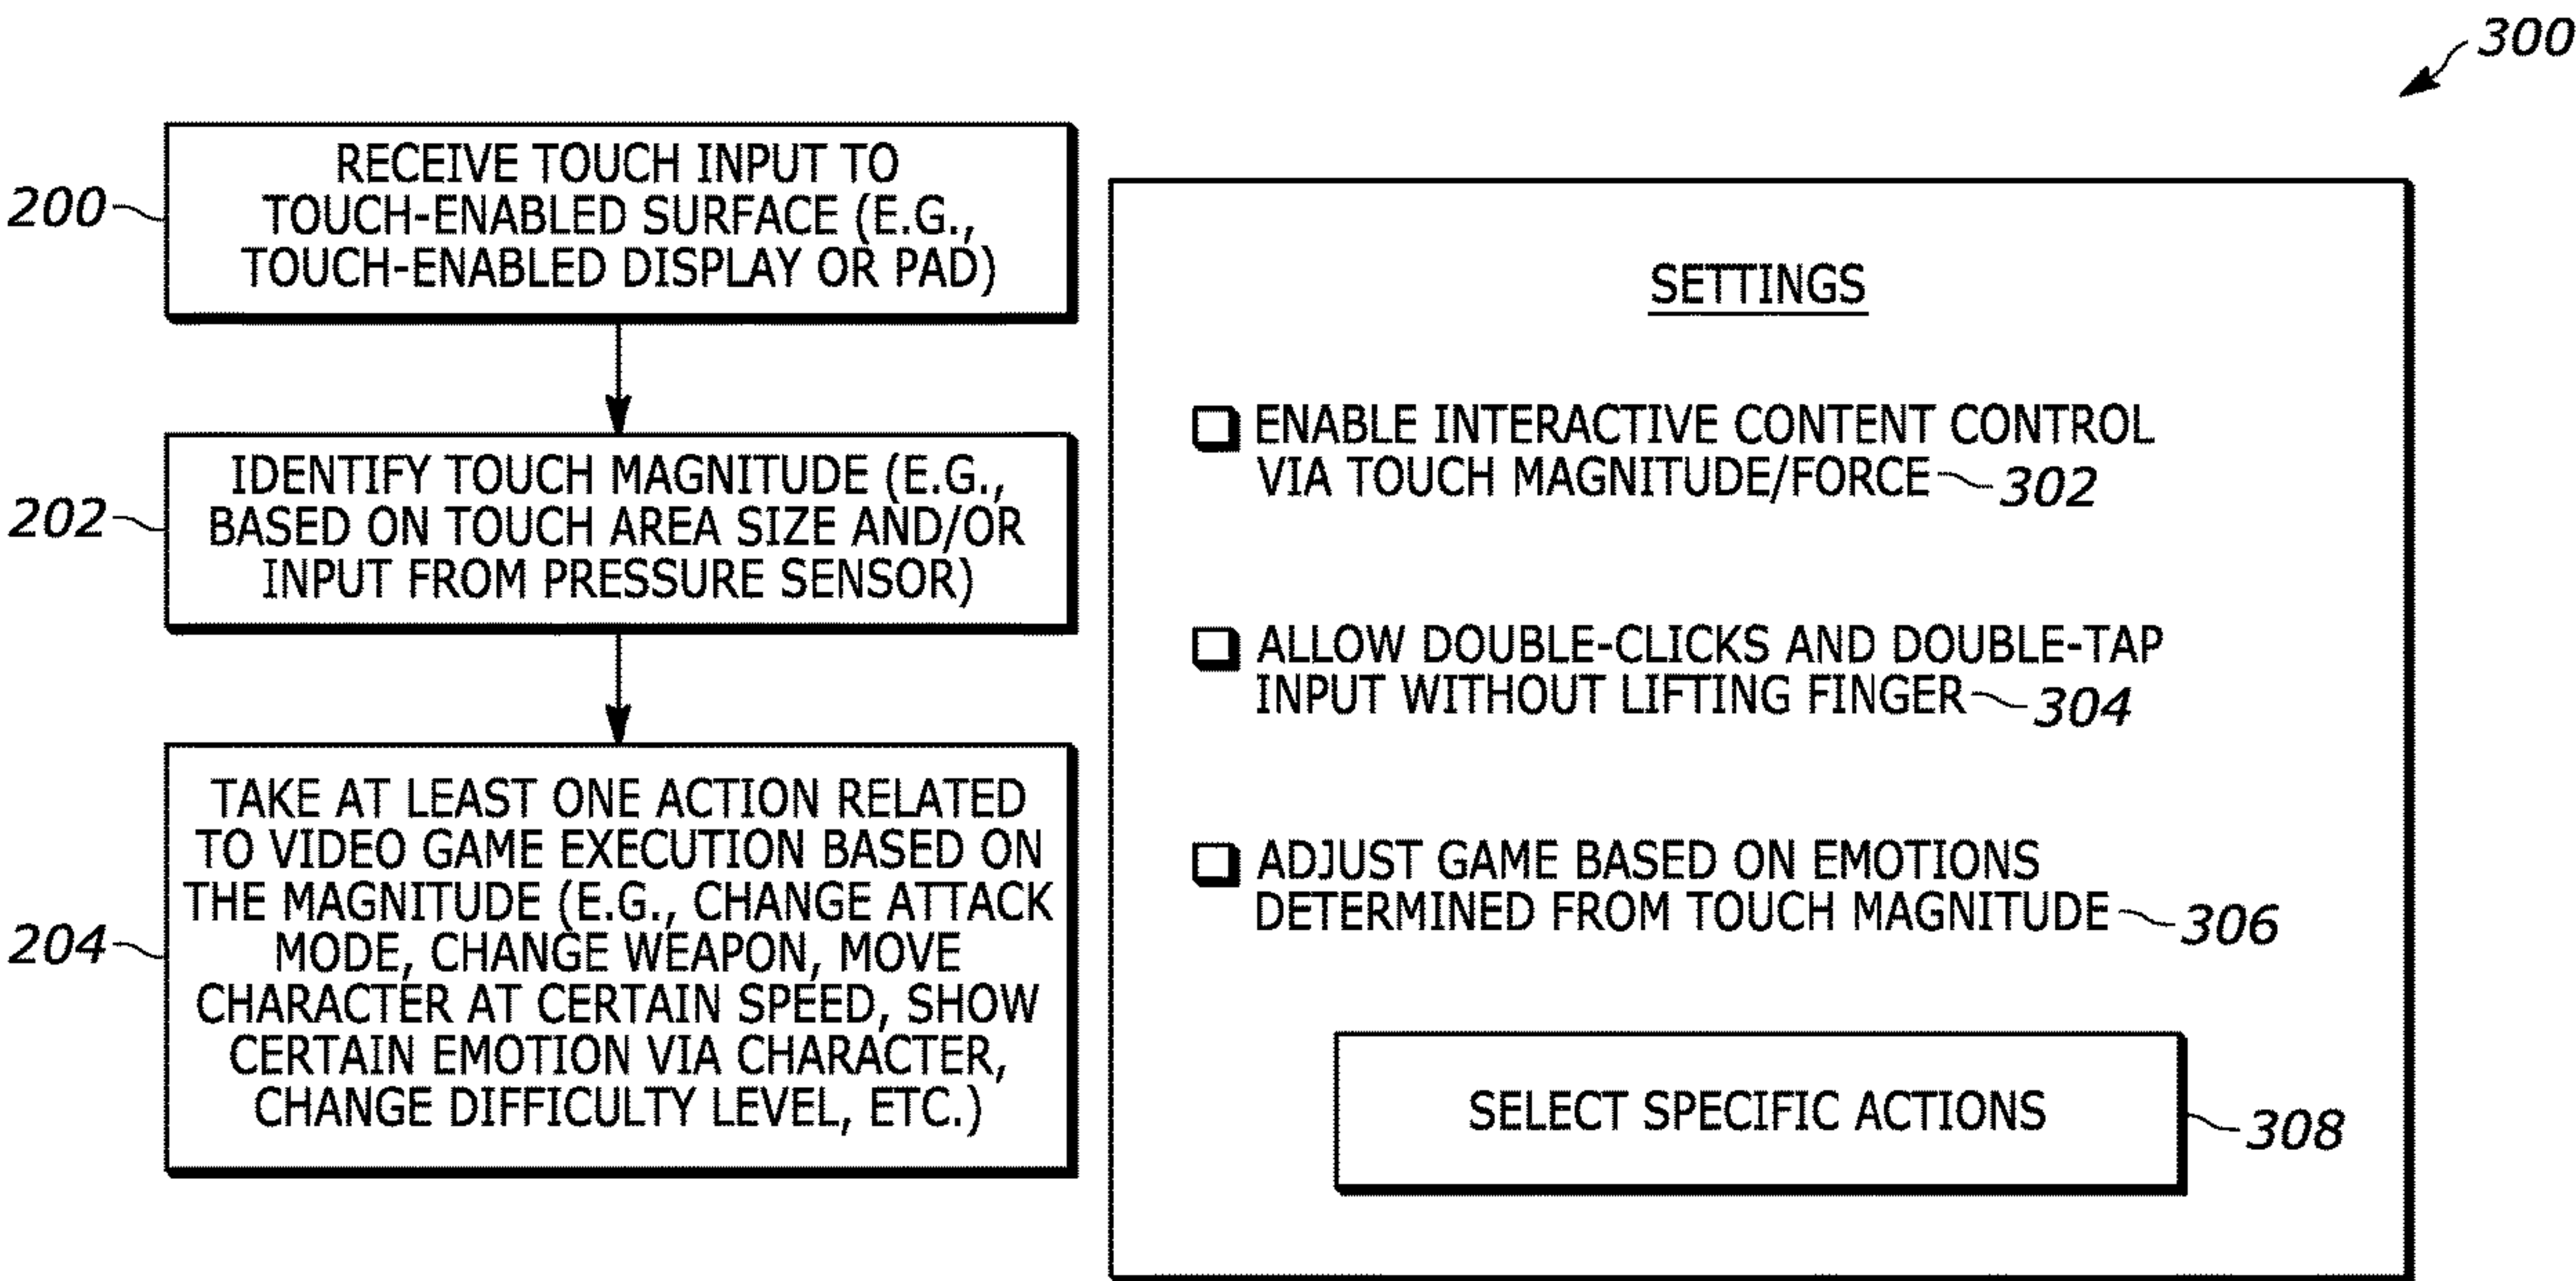 300
200
RECEIVE TOUCH INPUT TO
TOUCH-ENABLED SURFACE (E.G.,
TOUCH-ENABLED DISPLAY OR PAD)
202
IDENTIFY TOUCH MAGNITUDE (E.G.,
BASED ON TOUCH AREA SIZE AND/OR
INPUT FROM PRESSURE SENSOR)
204
TAKE AT LEAST ONE ACTION RELATED
TO VIDEO GAME EXECUTION BASED ON
THE MAGNITUDE (E.G., CHANGE ATTACK
MODE, CHANGE WEAPON, MOVE
CHARACTER AT CERTAIN SPEED, SHOW
CERTAIN EMOTION VIA CHARACTER,
CHANGE DIFFICULTY LEVEL, ETC.)
SETTINGS
ENABLE INTERACTIVE CONTENT CONTROL
VIA TOUCH MAGNITUDE/FORCE 302
ALLOW DOUBLE-CLICKS AND DOUBLE-TAP
INPUT WITHOUT LIFTING FINGER 304
ADJUST GAME BASED ON EMOTIONS
DETERMINED FROM TOUCH MAGNITUDE 306
SELECT SPECIFIC ACTIONS 308